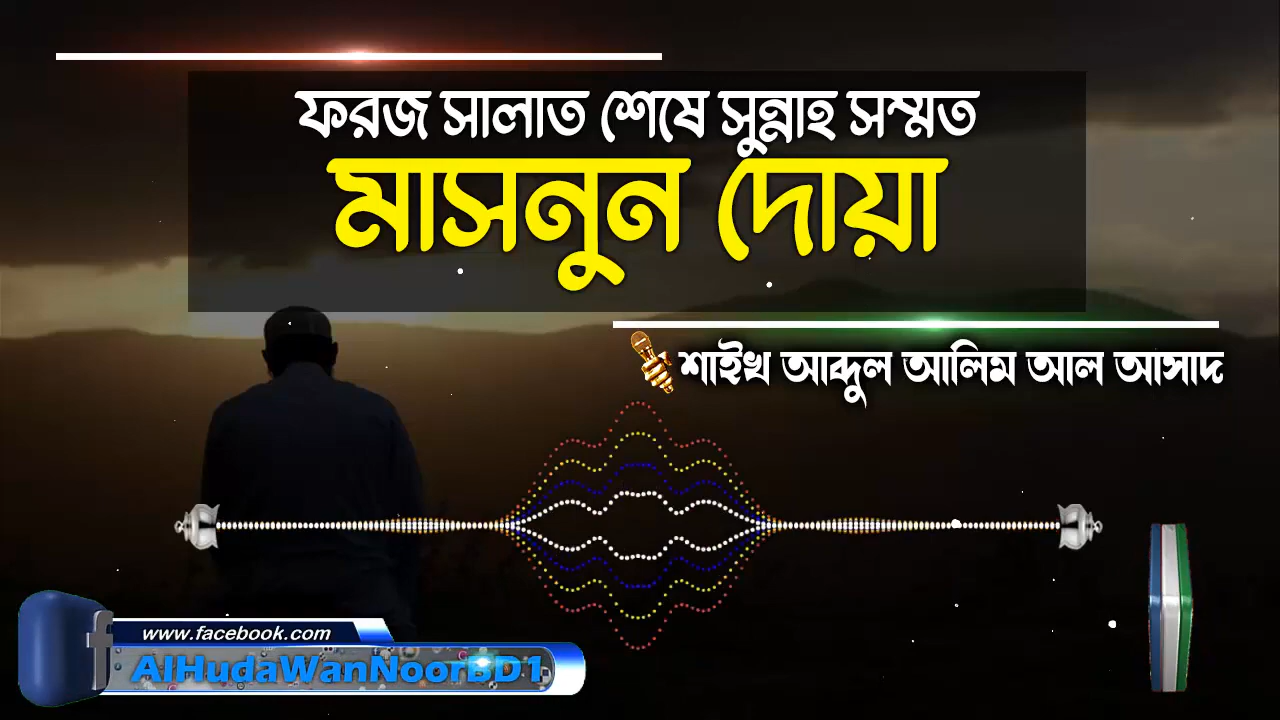 ফরজ সালাত শেষে সুন্নাহ সম্মত
মাসনুন দোয়া
শাইখ আব্দুল আলিম আল আসাদ
www.facebook.com
AlHudaWanNoorBD1